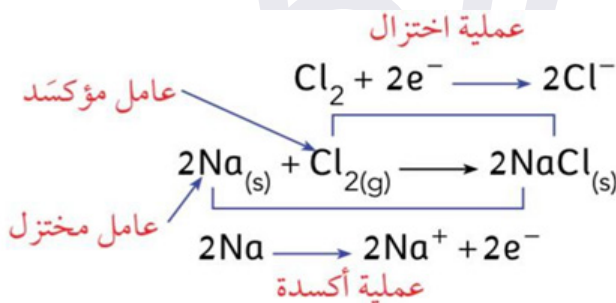 عملية اختزال
Cl₂ + 2e⁻ ⟶ 2Cl⁻
عامل مؤكسَد
2Na(s) + Cl₂(g) ⟶ 2NaCl(s)
عامل مختزل
2Na ⟶ 2Na⁺ + 2e⁻
عملية أكسدة